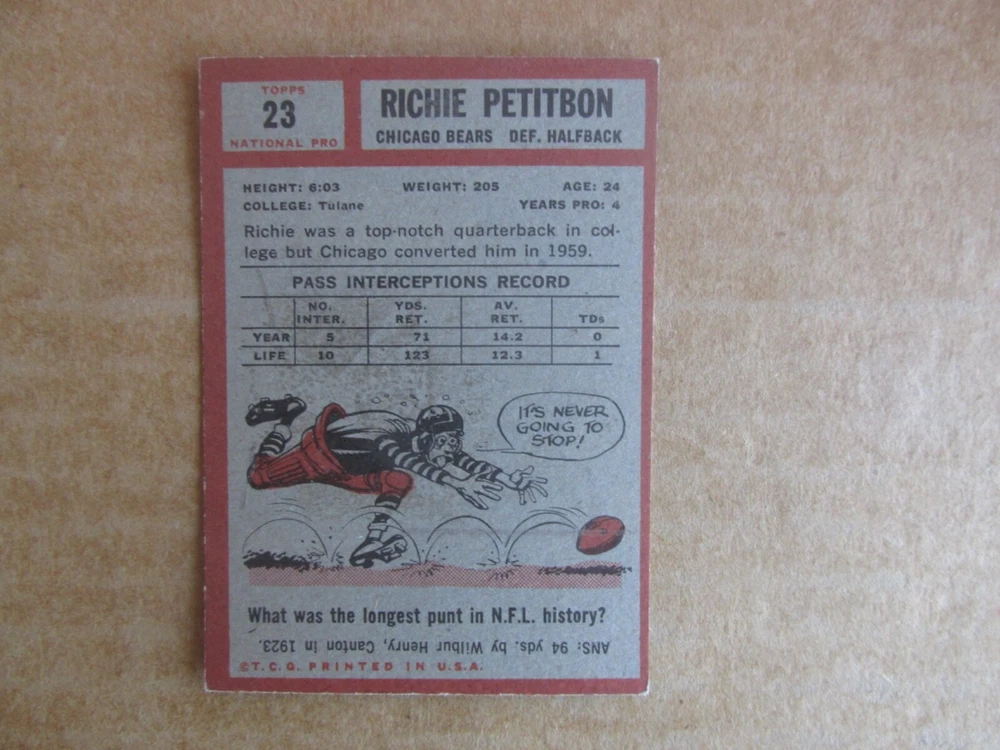 TOPPS
23
NATIONAL PRO
RICHIE PETITBON
CHICAGO BEARS DEF. HALFBACK
HEIGHT: 6:03 WEIGHT: 205 AGE: 24
COLLEGE: Tulane YEARS PRO: 4
Richie was a top-notch quarterback in col-
lege but Chicago converted him in 1959.
PASS INTERCEPTIONS RECORD
NO. INTER. YDS. RET. AV. RET. TDs
YEAR 5 71 14.2 0
LIFE 10 123 12.3 1
IT'S NEVER
GOING TO
STOP!
What was the longest punt in N.F.L. history?
ANS: 94 yds. by Wilbur Henry, Canton in 1923.
©T.C.G. PRINTED IN U.S.A.